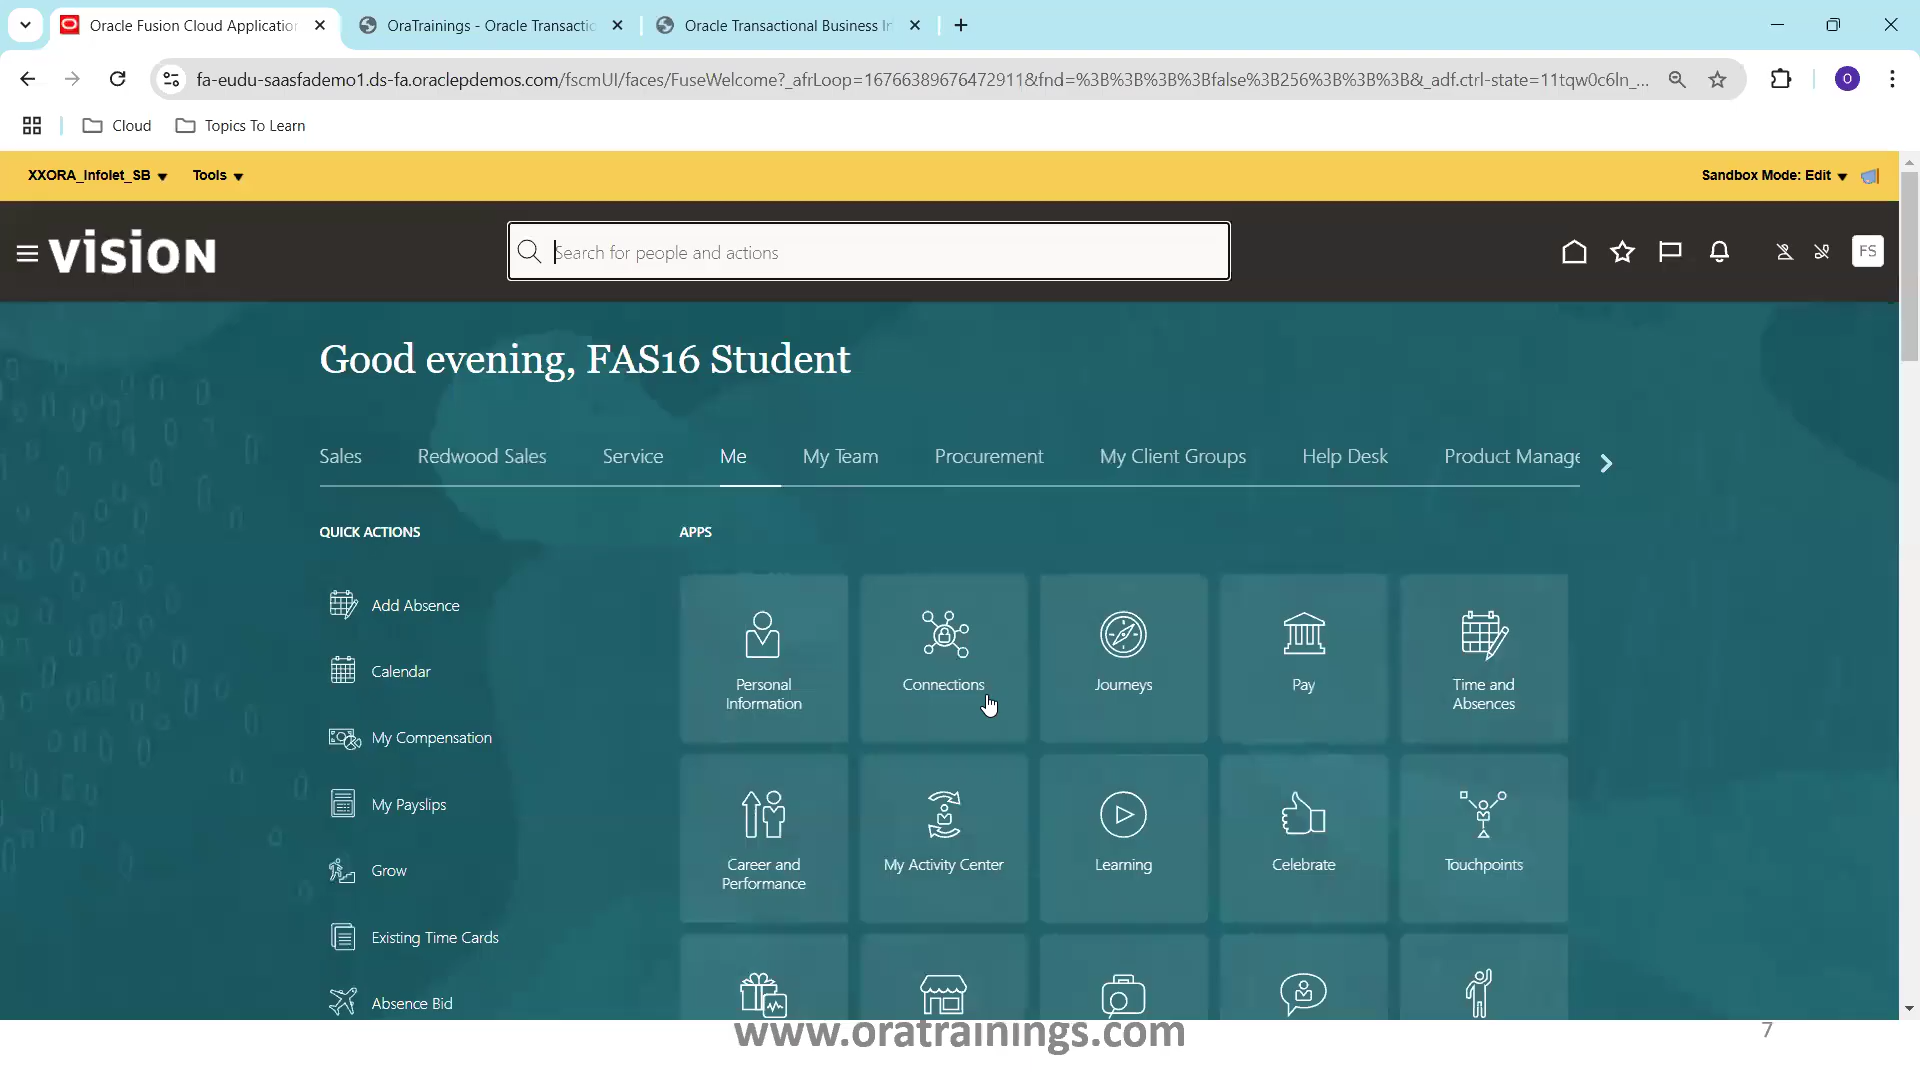 Oracle Fusion Cloud Application
OraTrainings - Oracle Transactio
Oracle Transactional Business In
fa-eudu-saasfademo1.ds-fa.oraclepdemos.com/fscmUI/faces/FuseWelcome?_afrLoop=16766389676472911&fnd=%3B%3B%3B%3Bfalse%3B256%3B%3B%3B&_adf.ctrl-state=11tqw0c6ln_...
O
Cloud
Topics To Learn
XXORA_Infolet_SB
Tools
Sandbox Mode: Edit
VISION
Search for people and actions
FS
Good evening, FAS16 Student
Sales
Redwood Sales
Service
Me
My Team
Procurement
My Client Groups
Help Desk
Product Manage
QUICK ACTIONS
Add Absence
Calendar
My Compensation
My Payslips
Grow
Existing Time Cards
Absence Bid
APPS
Personal
Information
Connections
Journeys
Pay
Time and
Absences
Career and
Performance
My Activity Center
Learning
Celebrate
Touchpoints
www.oratrainings.com
7